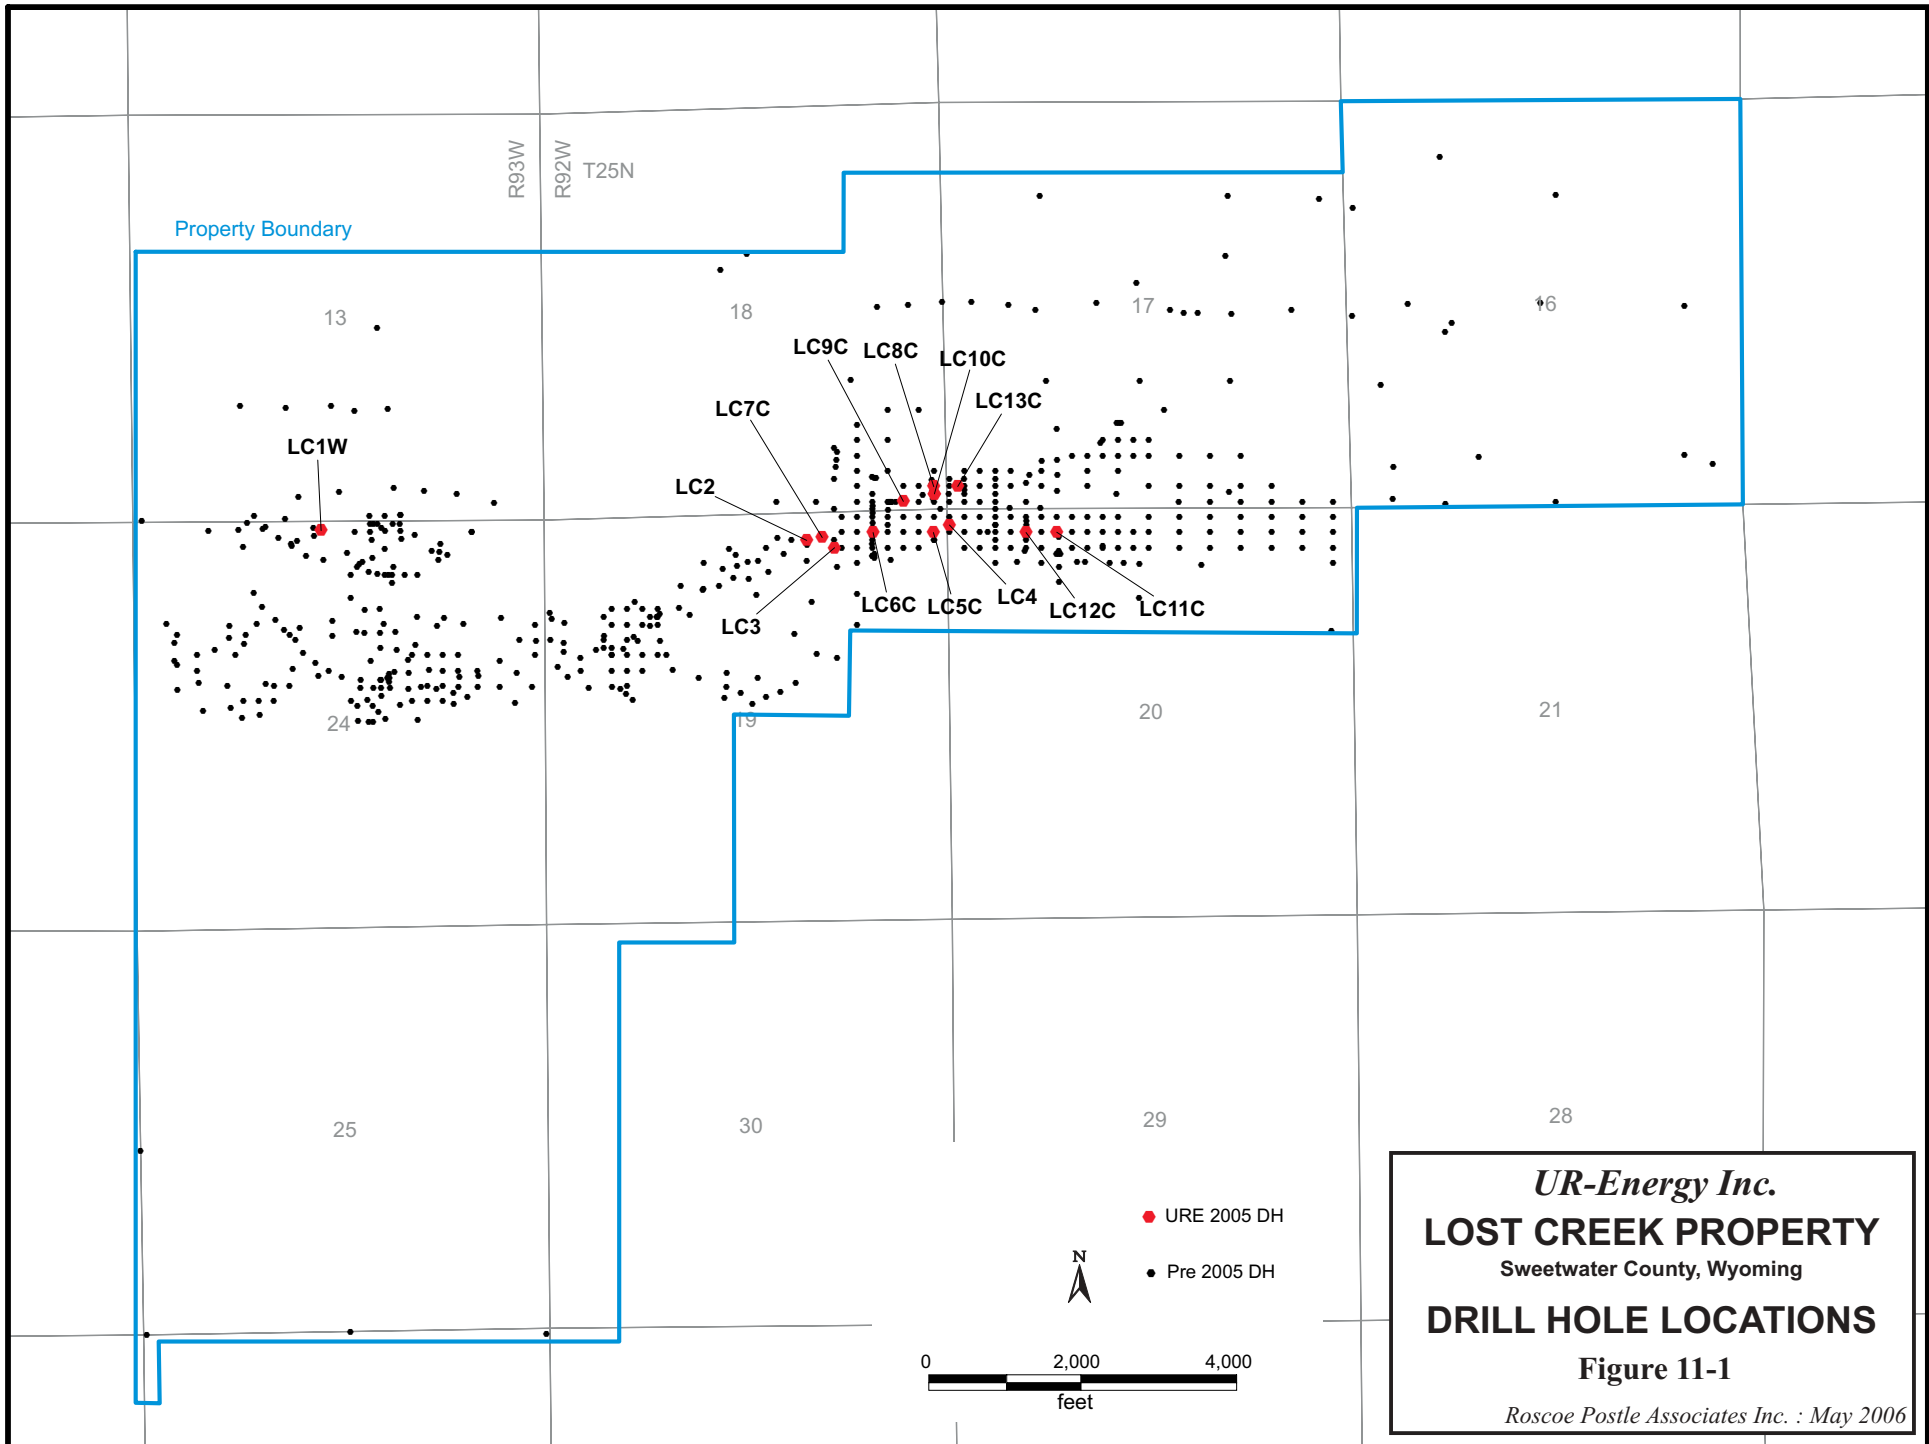 R93W
R92W
T25N
Property Boundary
13
18
17
16
LC9C
LC8C
LC10C
LC7C
LC13C
LC1W
LC2
LC3
LC6C
LC5C
LC4
LC12C
LC11C
24
19
20
21
25
30
29
28
URE 2005 DH
Pre 2005 DH
N
0 2,000 4,000
feet
UR-Energy Inc.
LOST CREEK PROPERTY
Sweetwater County, Wyoming
DRILL HOLE LOCATIONS
Figure 11-1
Roscoe Postle Associates Inc. : May 2006